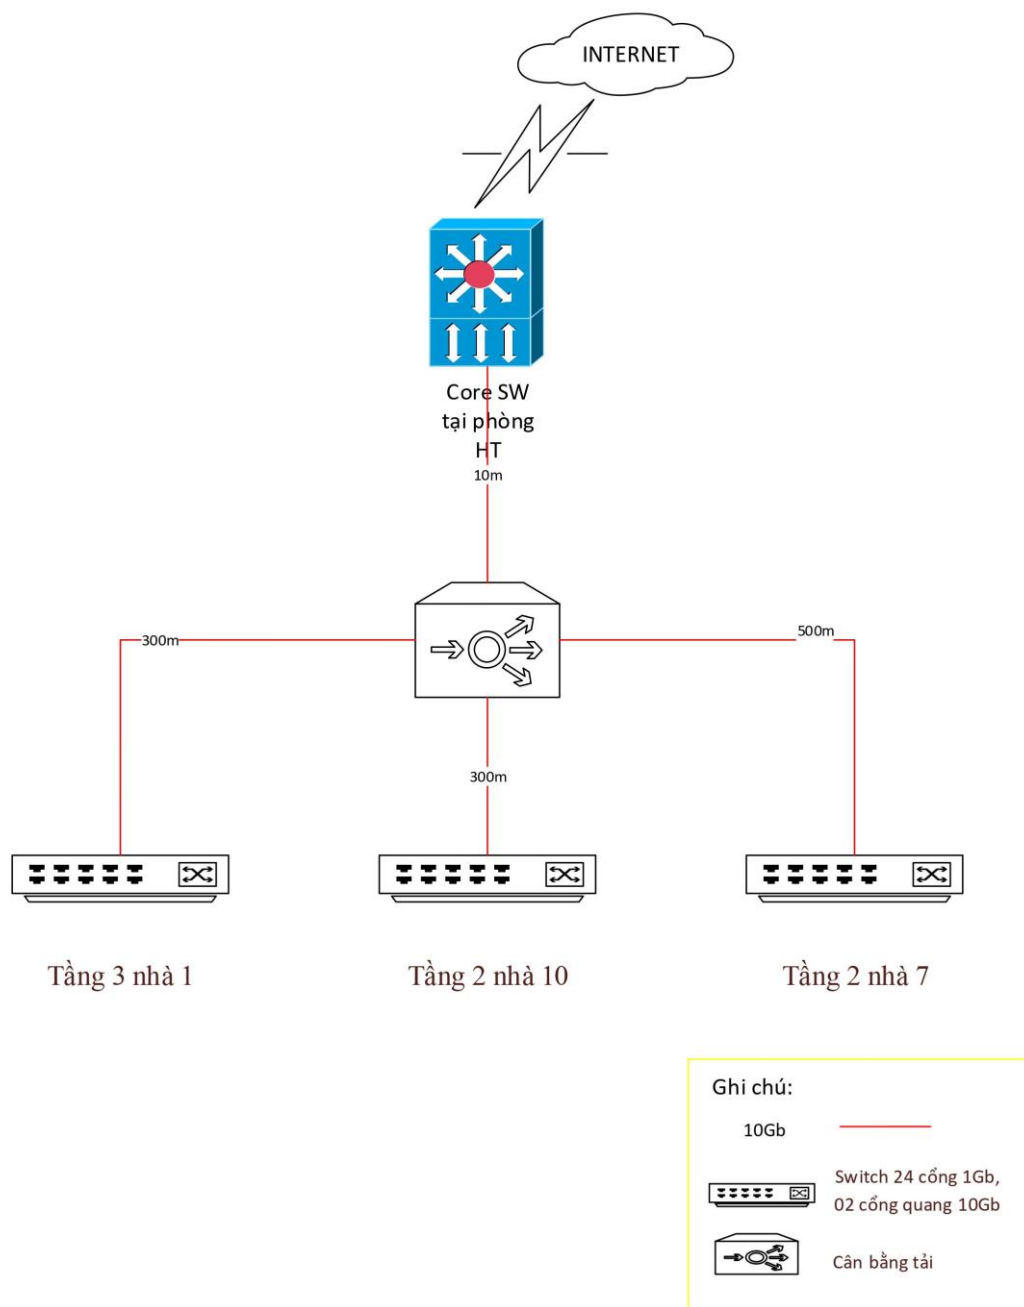 INTERNET
Core SW
tại phòng
HT
10m
300m
500m
300m
Tầng 3 nhà 1
Tầng 2 nhà 10
Tầng 2 nhà 7
Ghi chú:
10Gb
Switch 24 cổng 1Gb,
02 cổng quang 10Gb
Cân bằng tải